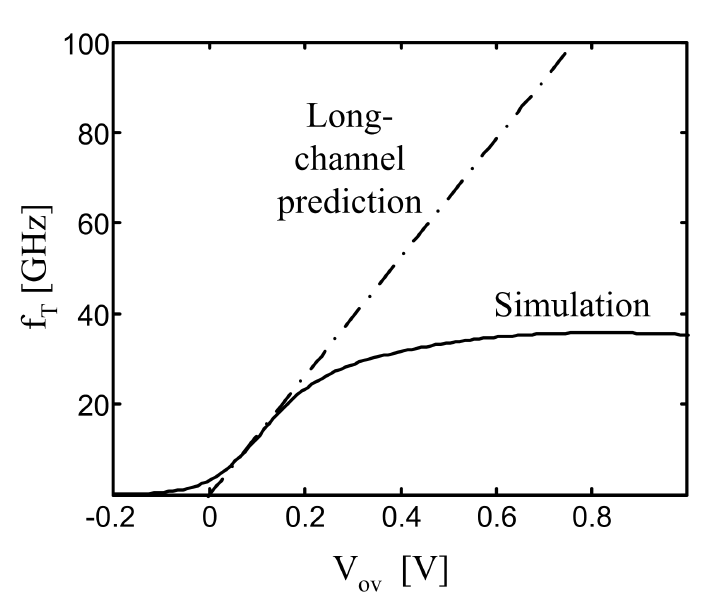 100
80
60
40
20
f_T [GHz]
Long-
channel
prediction
Simulation
-0.2 0 0.2 0.4 0.6 0.8
V_ov [V]